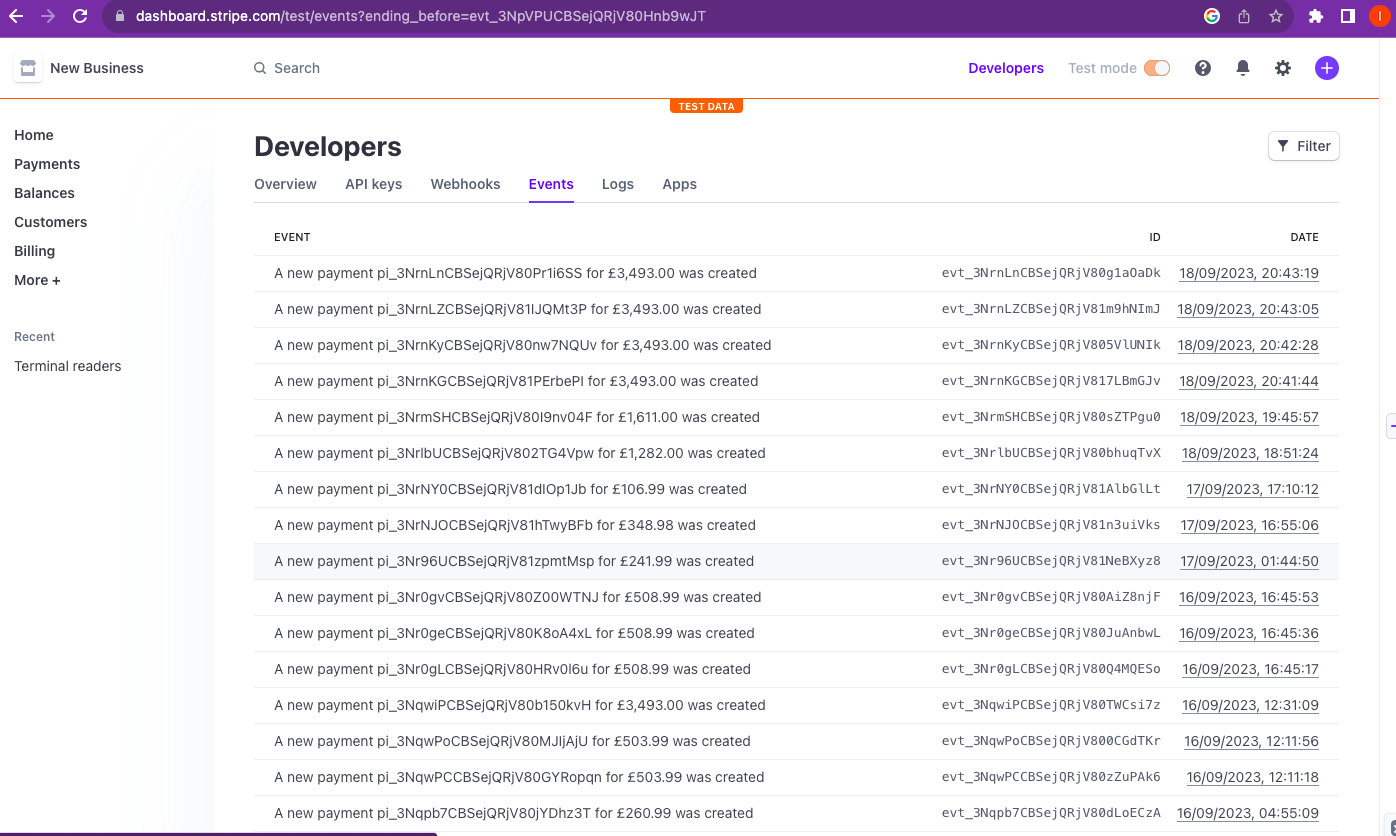 dashboard.stripe.com/test/events?ending_before=evt_3NpVPUCBSejQRjV80Hnb9wJT
I
New Business
Search
Developers
Test mode
TEST DATA
Home
Payments
Balances
Customers
Billing
More +
Recent
Terminal readers
Developers
Filter
Overview API keys Webhooks Events Logs Apps
EVENT ID DATE
A new payment pi_3NrnLnCBSejQRjV80Pr1i6SS for £3,493.00 was created evt_3NrnLnCBSejQRjV80g1aOaDk 18/09/2023, 20:43:19
A new payment pi_3NrnLZCBSejQRjV81IJQMt3P for £3,493.00 was created evt_3NrnLZCBSejQRjV81m9hNImJ 18/09/2023, 20:43:05
A new payment pi_3NrnKyCBSejQRjV80nw7NQUv for £3,493.00 was created evt_3NrnKyCBSejQRjV805VlUNIk 18/09/2023, 20:42:28
A new payment pi_3NrnKGCBSejQRjV81PErbePI for £3,493.00 was created evt_3NrnKGCBSejQRjV817LBmGJv 18/09/2023, 20:41:44
A new payment pi_3NrmSHCBSejQRjV80I9nv04F for £1,611.00 was created evt_3NrmSHCBSejQRjV80sZTPgu0 18/09/2023, 19:45:57
A new payment pi_3NrlbUCBSejQRjV802TG4Vpw for £1,282.00 was created evt_3NrlbUCBSejQRjV80bhuqTvX 18/09/2023, 18:51:24
A new payment pi_3NrNY0CBSejQRjV81dIOp1Jb for £106.99 was created evt_3NrNY0CBSejQRjV81AlbGlLt 17/09/2023, 17:10:12
A new payment pi_3NrNJOCBSejQRjV81hTwyBFb for £348.98 was created evt_3NrNJOCBSejQRjV81n3uiVks 17/09/2023, 16:55:06
A new payment pi_3Nr96UCBSejQRjV81zpmtMsp for £241.99 was created evt_3Nr96UCBSejQRjV81NeBXyz8 17/09/2023, 01:44:50
A new payment pi_3Nr0gvCBSejQRjV80Z00WTNJ for £508.99 was created evt_3Nr0gvCBSejQRjV80AiZ8njF 16/09/2023, 16:45:53
A new payment pi_3Nr0geCBSejQRjV80K8oA4xL for £508.99 was created evt_3Nr0geCBSejQRjV80JuAnbwL 16/09/2023, 16:45:36
A new payment pi_3Nr0gLCBSejQRjV80HRv0l6u for £508.99 was created evt_3Nr0gLCBSejQRjV80Q4MQESo 16/09/2023, 16:45:17
A new payment pi_3NqwiPCBSejQRjV80b150kvH for £3,493.00 was created evt_3NqwiPCBSejQRjV80TWCsi7z 16/09/2023, 12:31:09
A new payment pi_3NqwPoCBSejQRjV80MJljAjU for £503.99 was created evt_3NqwPoCBSejQRjV800CGdTKr 16/09/2023, 12:11:56
A new payment pi_3NqwPCCBSejQRjV80GYRopqn for £503.99 was created evt_3NqwPCCBSejQRjV80zZuPAk6 16/09/2023, 12:11:18
A new payment pi_3Nqpb7CBSejQRjV80jYDhz3T for £260.99 was created evt_3Nqpb7CBSejQRjV80dLoECzA 16/09/2023, 04:55:09